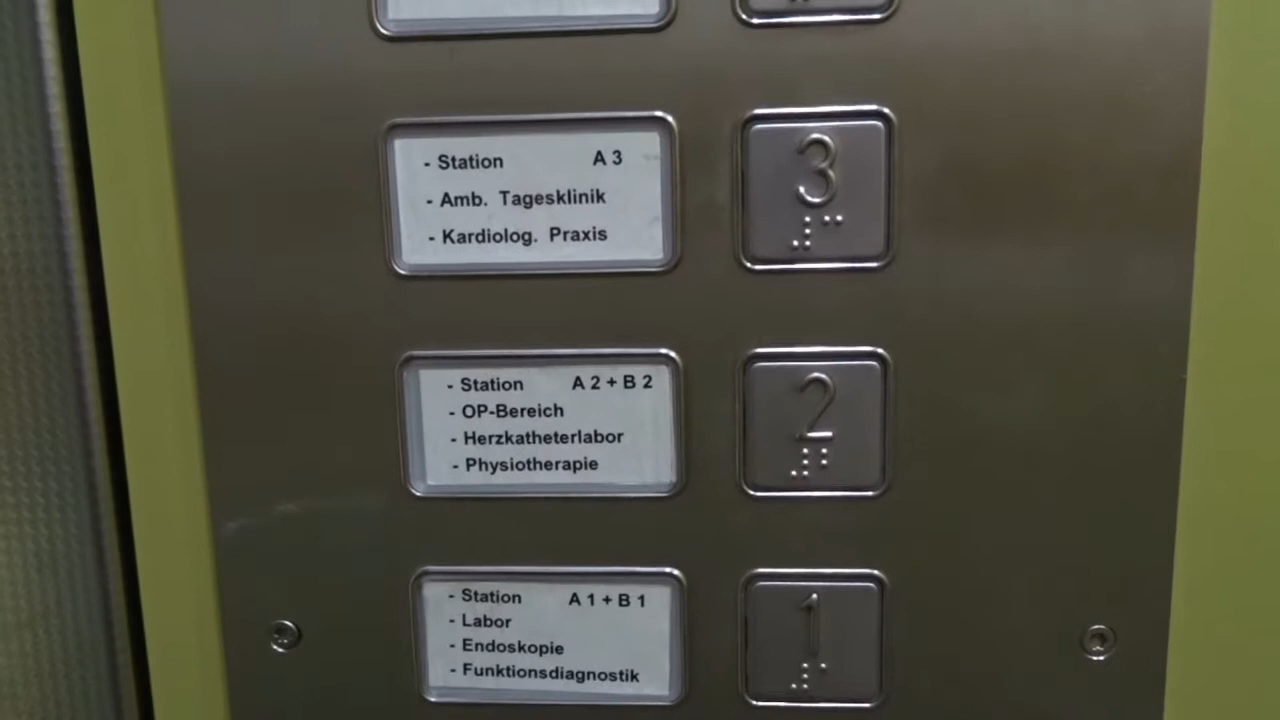 - Station A 3
- Amb. Tagesklinik
- Kardiolog. Praxis
3
- Station A 2 + B 2
- OP-Bereich
- Herzkatheterlabor
- Physiotherapie
2
- Station A 1 + B 1
- Labor
- Endoskopie
- Funktionsdiagnostik
1